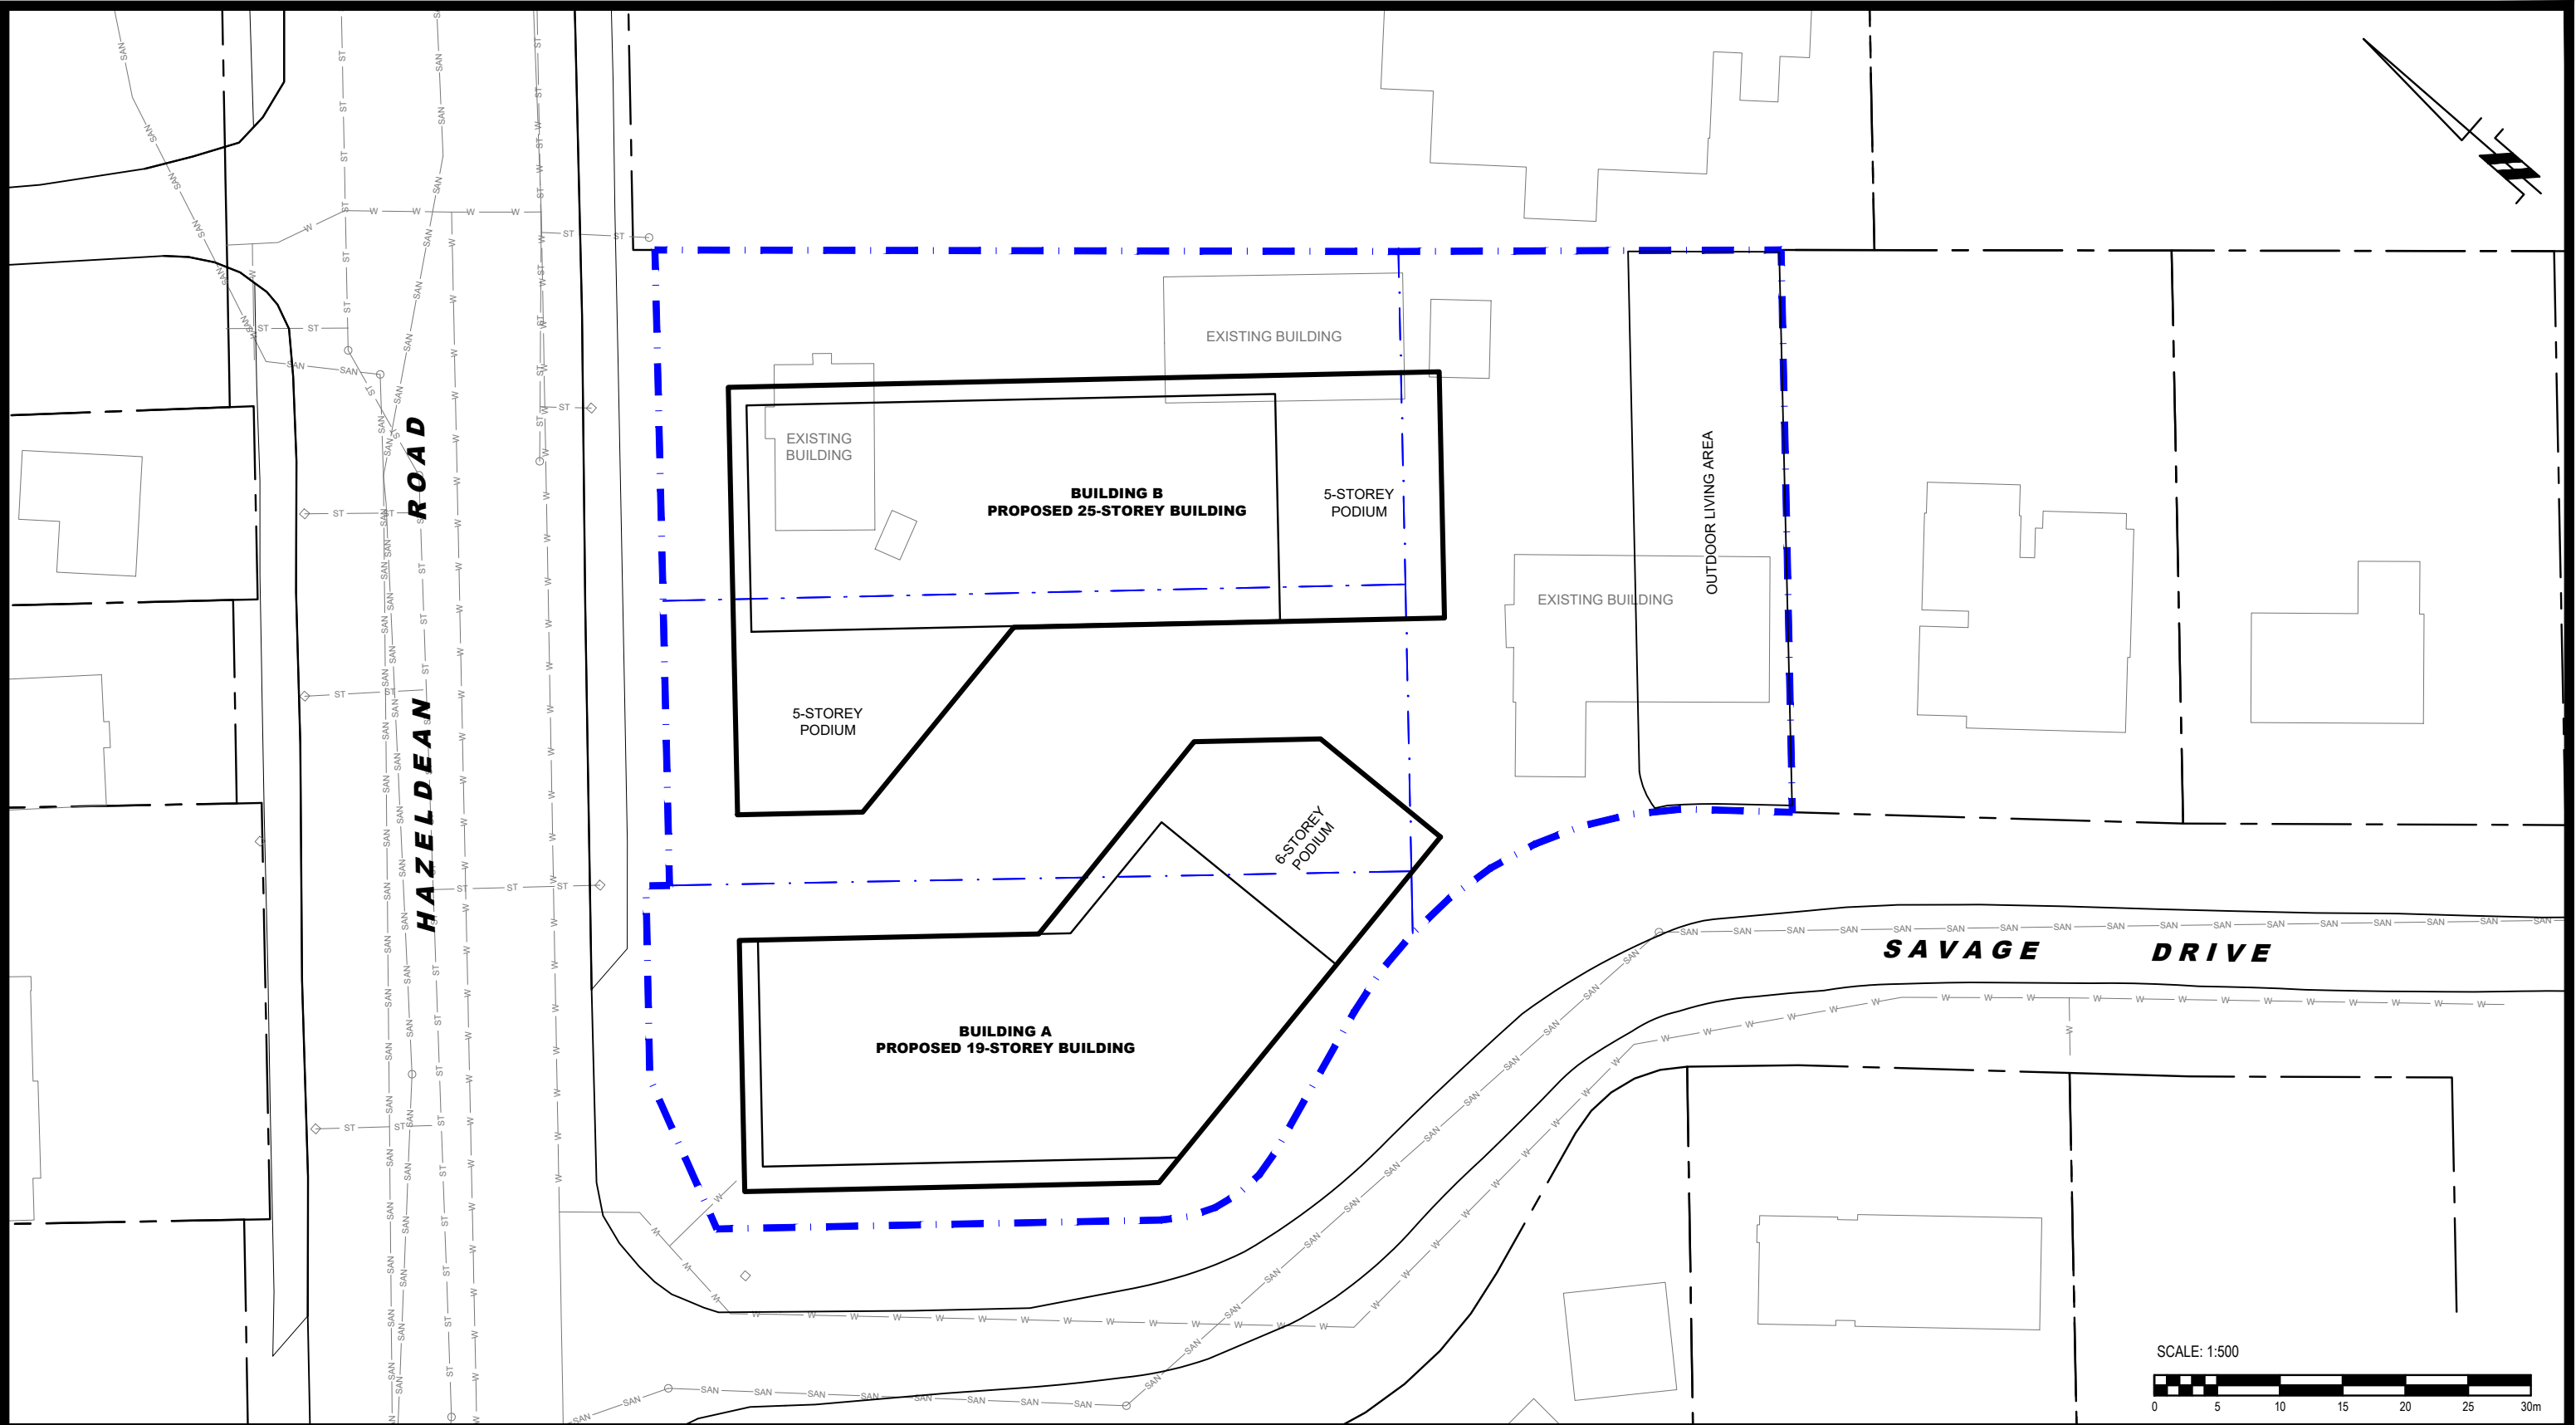 EXISTING BUILDING
EXISTING
BUILDING
BUILDING B
PROPOSED 25-STOREY BUILDING
5-STOREY
PODIUM
OUTDOOR LIVING AREA
EXISTING BUILDING
5-STOREY
PODIUM
6-STOREY
PODIUM
BUILDING A
PROPOSED 19-STOREY BUILDING
HAZELDEAN ROAD
SAVAGE DRIVE
SAN
ST
W
SCALE: 1:500
0 5 10 15 20 25 30m